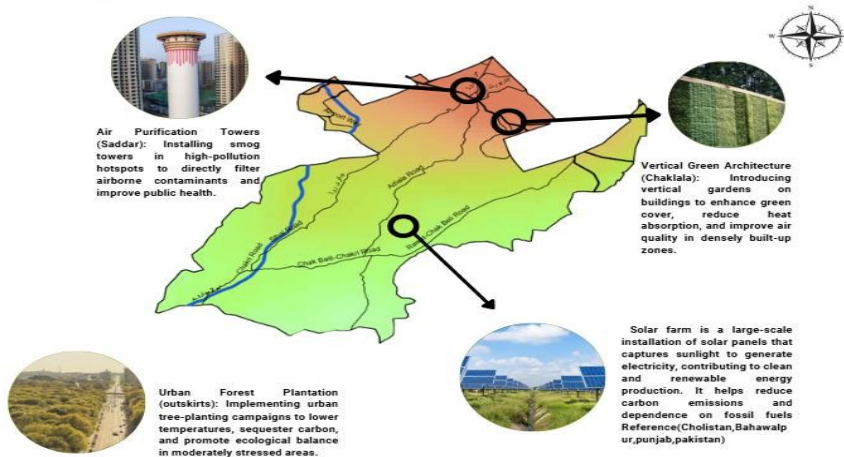 N
W
E
S
Air Purification Towers
(Saddar): Installing smog
towers in high-pollution
hotspots to directly filter
airborne contaminants and
improve public health.
Vertical Green Architecture
(Chaklala): Introducing
vertical gardens on
buildings to enhance green
cover, reduce heat
absorption, and improve air
quality in densely built-up
zones.
Adiala Road
Chakri Road
Sihal Road
Chak Beli-Chakri Road
Solar farm is a large-scale
installation of solar panels that
captures sunlight to generate
electricity, contributing to clean
and renewable energy
production. It helps reduce
carbon emissions and
dependence on fossil fuels
Reference(Cholistan,Bahawalp
ur,punjab,pakistan)
Urban Forest Plantation
(outskirts): Implementing urban
tree-planting campaigns to lower
temperatures, sequester carbon,
and promote ecological balance
in moderately stressed areas.